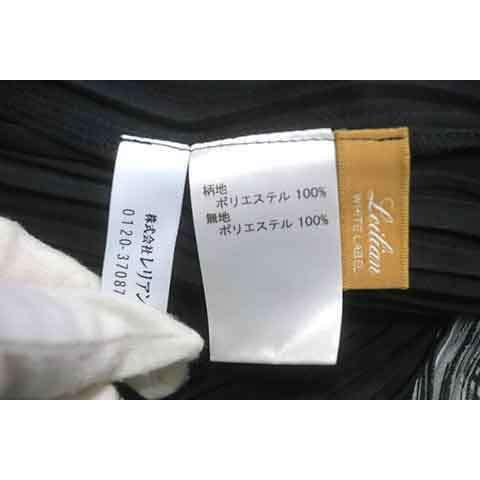 株式会社レリアン
0120-37087
柄地
ポリエステル 100%
無地
ポリエステル 100%
Leilian
WHITE LABEL